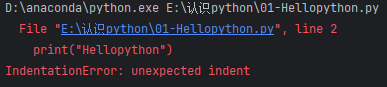 D:\anaconda\python.exe E:\认识python\01-Hellopython.py
File "E:\认识python\01-Hellopython.py", line 2
print("Hellopython")
IndentationError: unexpected indent